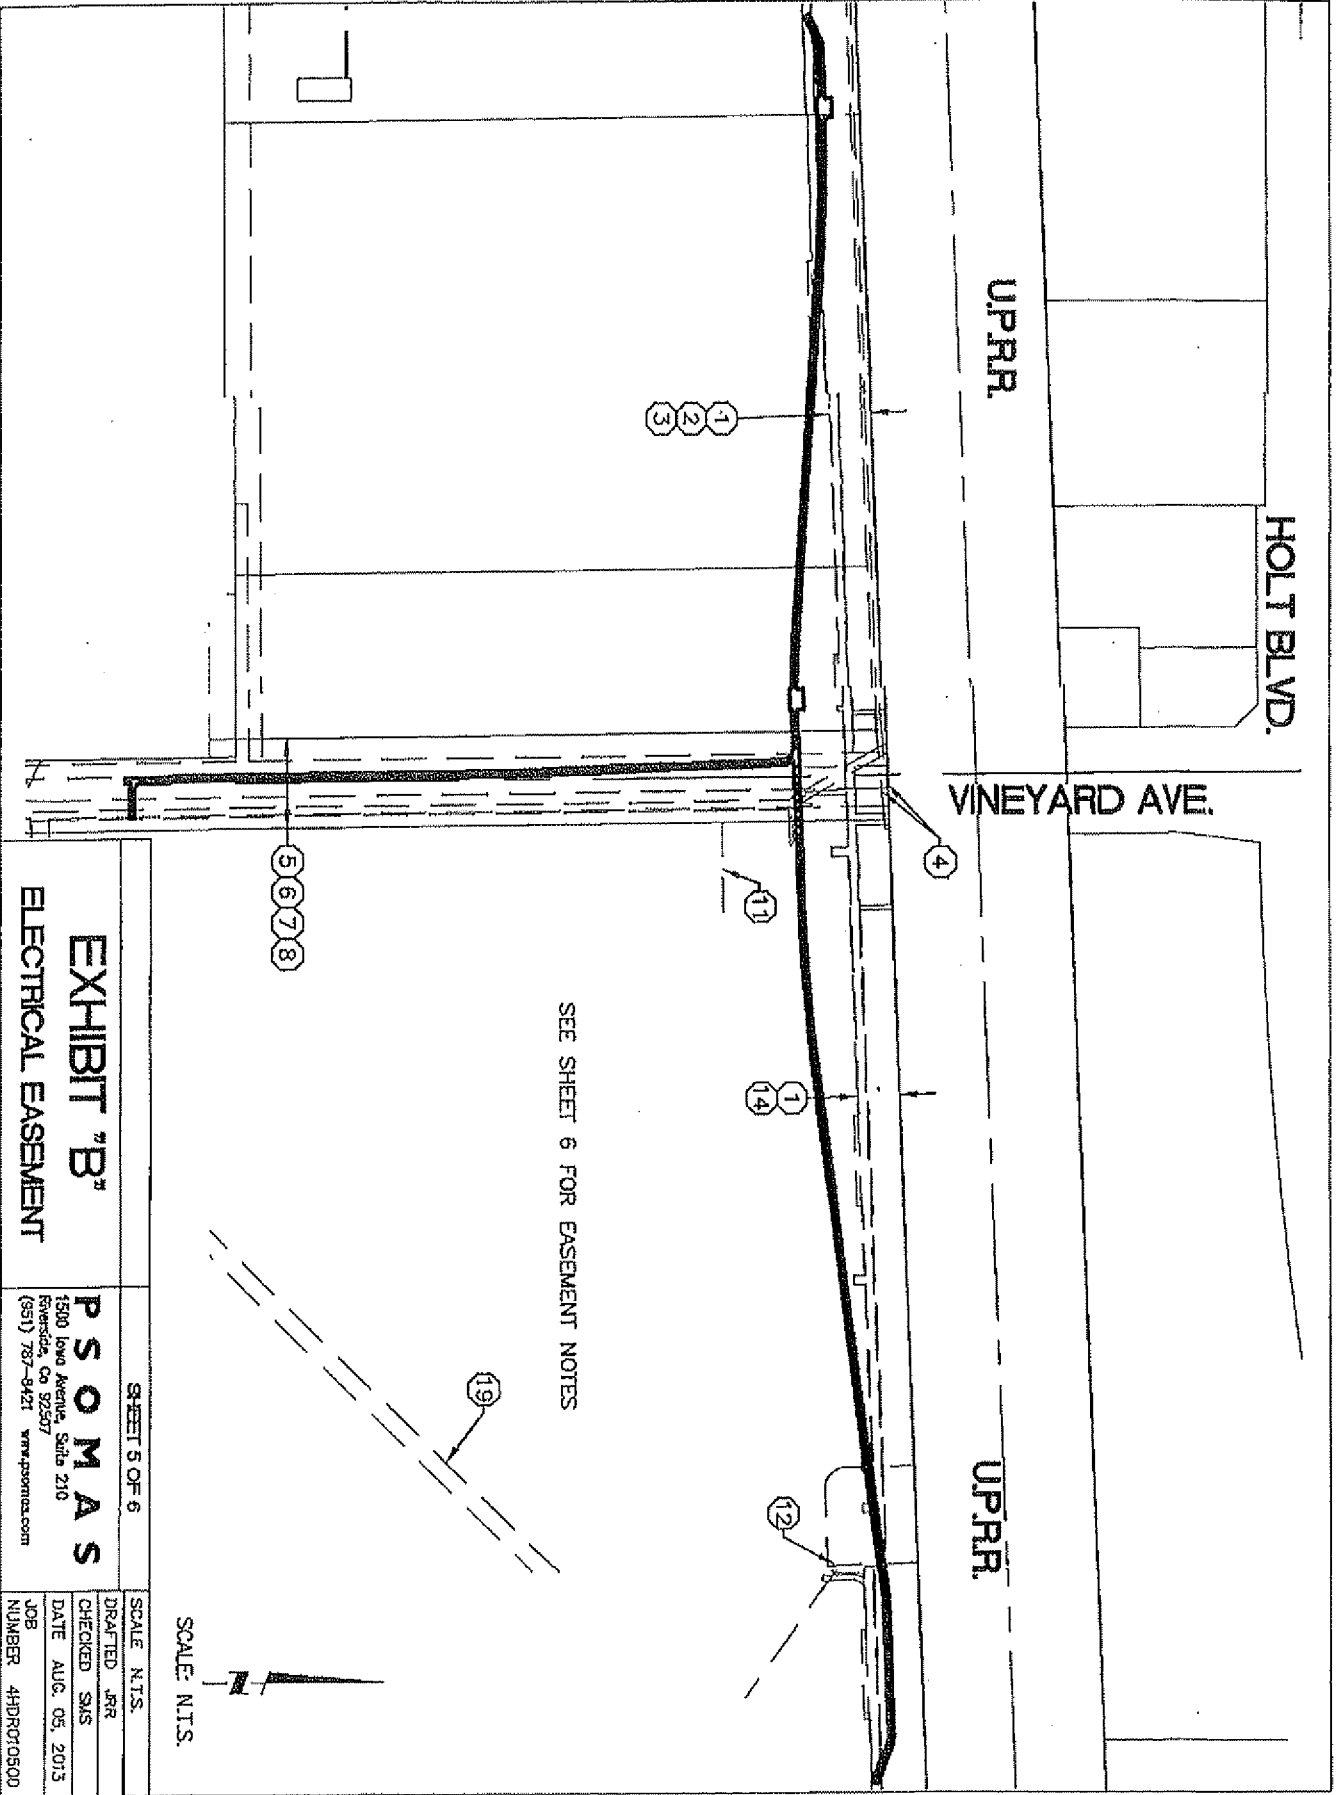 HOLT BLVD.
U.P.R.R.
VINEYARD AVE.
U.P.R.R.
1
2
3
4
1
14
11
12
5 6 7 8
19
SEE SHEET 6 FOR EASEMENT NOTES
SCALE: N.T.S.
N
EXHIBIT "B"
ELECTRICAL EASEMENT
SHEET 5 OF 6
PSOMAS
1500 Iowa Avenue, Suite 210
Riverside, Ca 92507
(951) 787-8421 www.psomas.com
SCALE N.T.S.
DRAFTED JRR
CHECKED SMS
DATE AUG. 05, 2013
JOB
NUMBER 4HDR010500